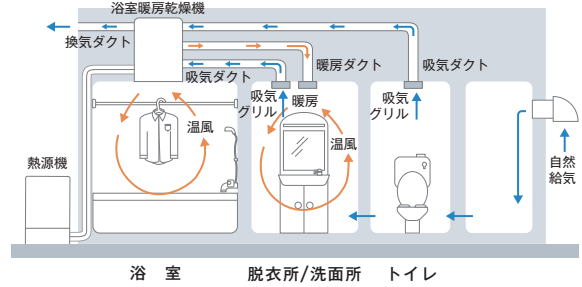 浴室暖房乾燥機
換気ダクト
吸気ダクト
暖房ダクト
吸気ダクト
吸気
グリル
暖房
吸気
グリル
温風
温風
自然
給気
熱源機
浴 室
脱衣所/洗面所
トイレ